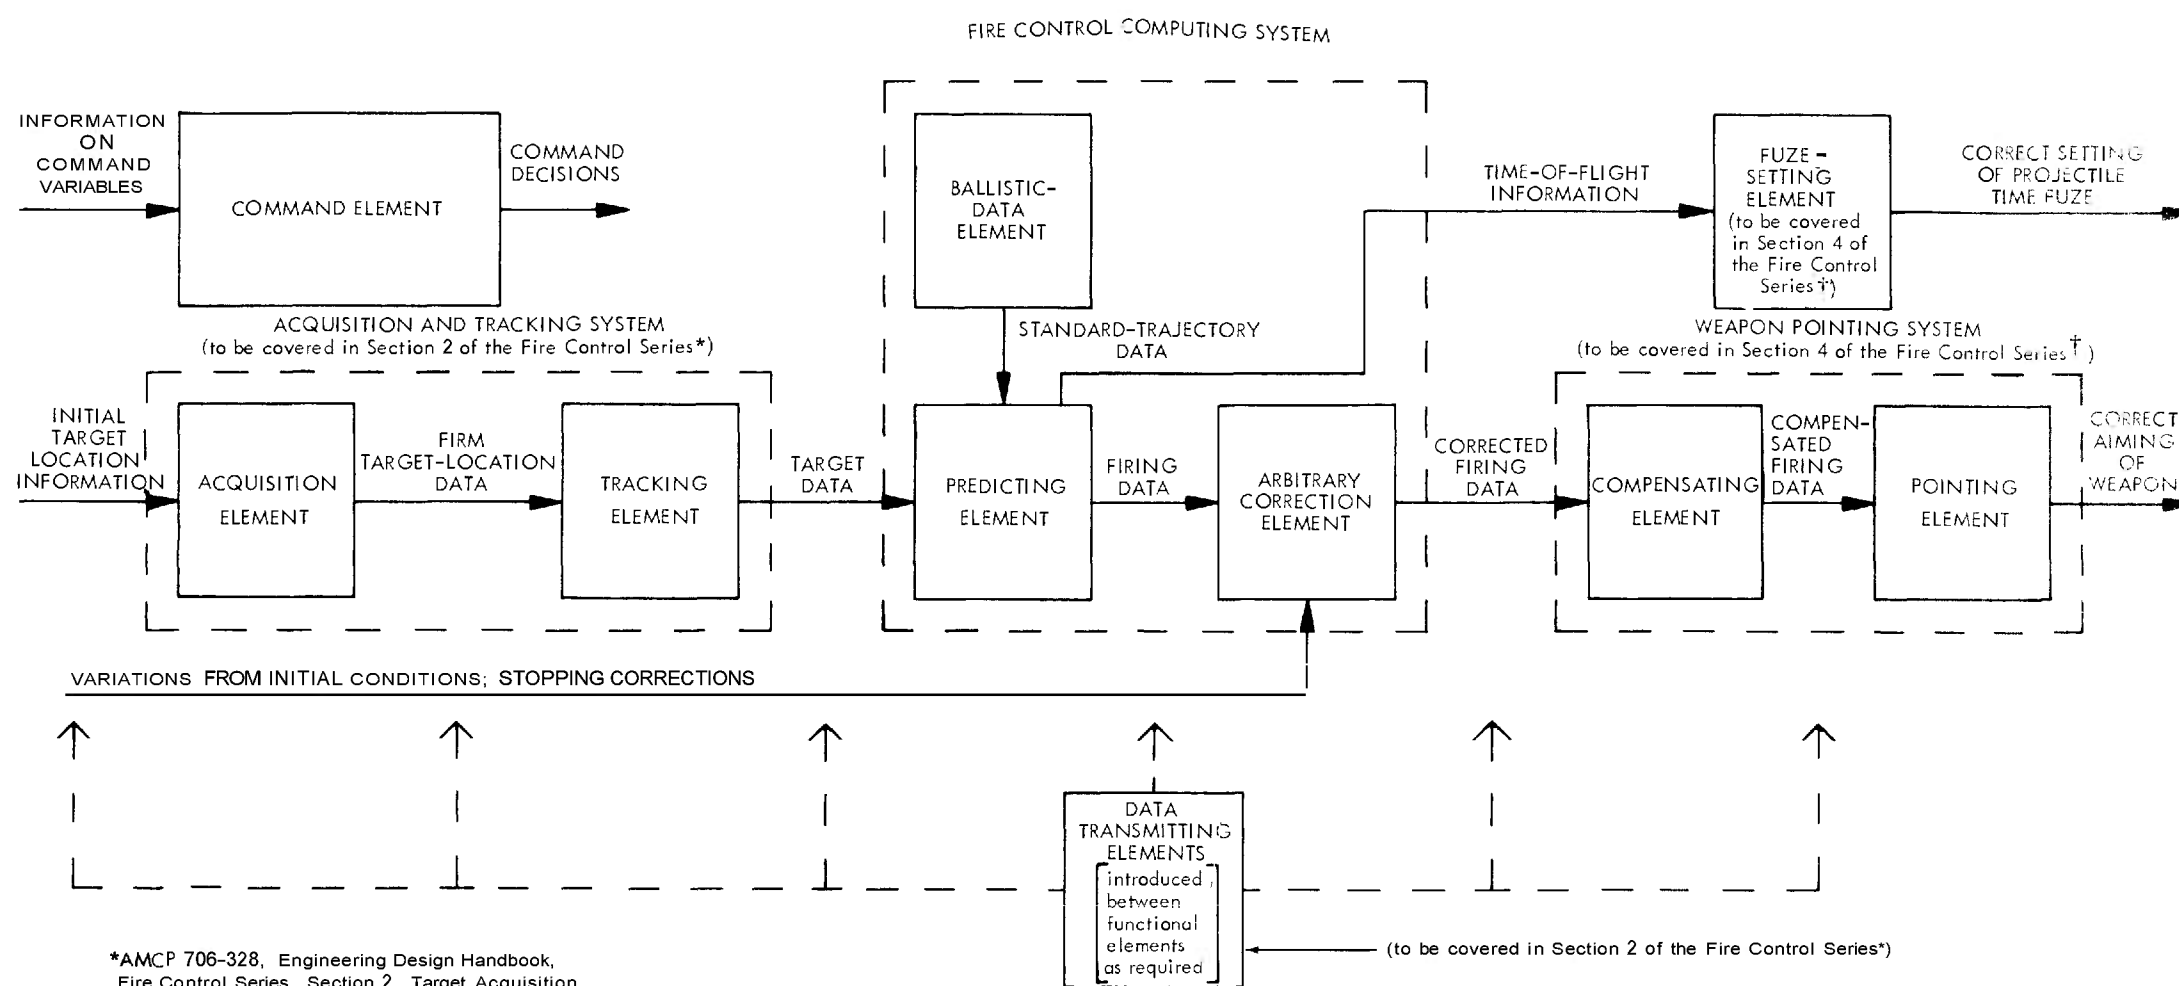 FIRE CONTROL COMPUTING SYSTEM
INFORMATION
ON
COMMAND
VARIABLES
COMMAND ELEMENT
COMMAND
DECISIONS
BALLISTIC-
DATA
ELEMENT
TIME-OF-FLIGHT
INFORMATION
FUZE-
SETTING
ELEMENT
(to be covered
in Section 4 of
the Fire Control
Series†)
CORRECT SETTING
OF PROJECTILE
TIME FUZE
ACQUISITION AND TRACKING SYSTEM
(to be covered in Section 2 of the Fire Control Series*)
STANDARD-TRAJECTORY
DATA
WEAPON POINTING SYSTEM
(to be covered in Section 4 of the Fire Control Series†)
INITIAL
TARGET
LOCATION
INFORMATION
ACQUISITION
ELEMENT
FIRM
TARGET-LOCATION
DATA
TRACKING
ELEMENT
TARGET
DATA
PREDICTING
ELEMENT
FIRING
DATA
ARBITRARY
CORRECTION
ELEMENT
CORRECTED
FIRING
DATA
COMPENSATING
ELEMENT
COMPEN-
SATED
FIRING
DATA
POINTING
ELEMENT
CORRECT
AIMING
OF
WEAPON
VARIATIONS FROM INITIAL CONDITIONS; STOPPING CORRECTIONS
DATA
TRANSMITTING
ELEMENTS
[introduced
between
functional
elements
as required]
(to be covered in Section 2 of the Fire Control Series*)
*AMCP 706-328, Engineering Design Handbook,
Fire Control Series, Section 2, Target Acquisition